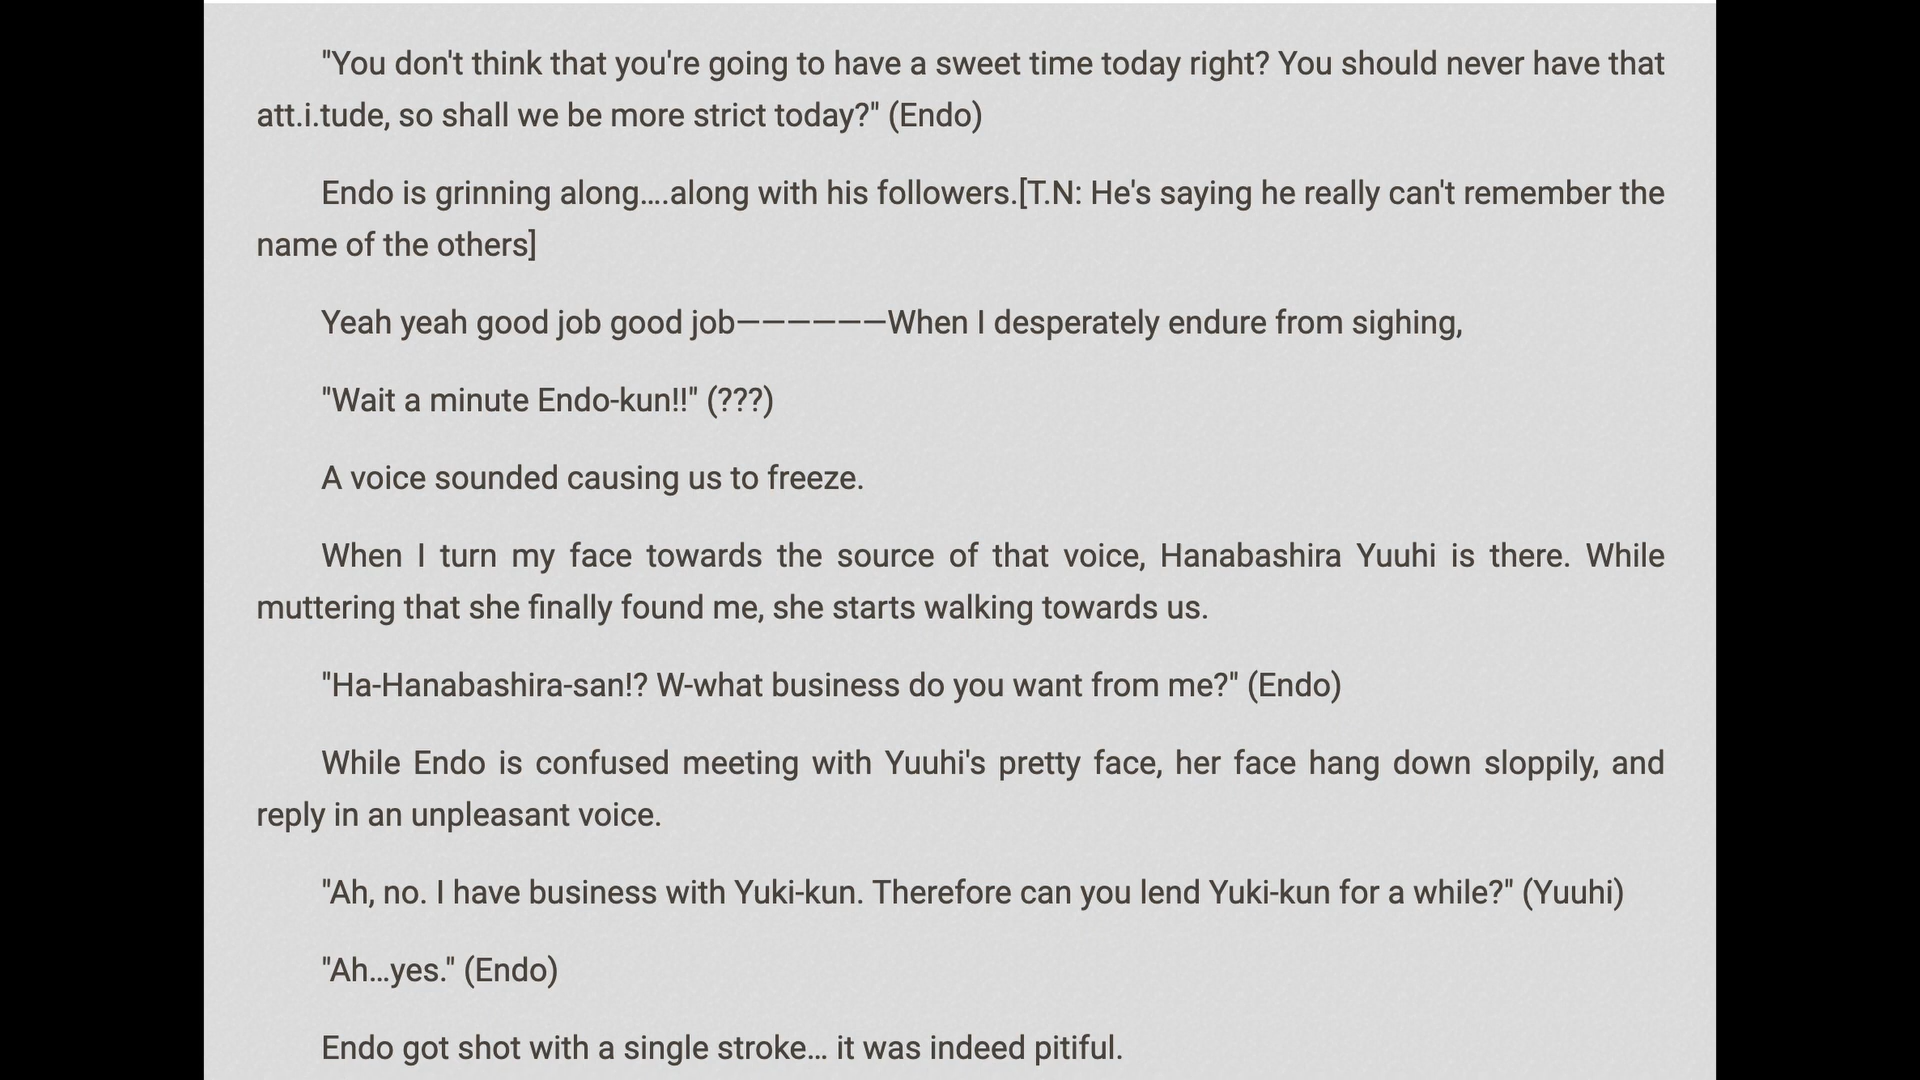 "You don't think that you're going to have a sweet time today right? You should never have that
att.i.tude, so shall we be more strict today?" (Endo)
Endo is grinning along….along with his followers.[T.N: He's saying he really can't remember the
name of the others]
Yeah yeah good job good job——————When I desperately endure from sighing,
"Wait a minute Endo-kun!!" (???)
A voice sounded causing us to freeze.
When I turn my face towards the source of that voice, Hanabashira Yuuhi is there. While
muttering that she finally found me, she starts walking towards us.
"Ha-Hanabashira-san!? W-what business do you want from me?" (Endo)
While Endo is confused meeting with Yuuhi's pretty face, her face hang down sloppily, and
reply in an unpleasant voice.
"Ah, no. I have business with Yuki-kun. Therefore can you lend Yuki-kun for a while?" (Yuuhi)
"Ah…yes." (Endo)
Endo got shot with a single stroke… it was indeed pitiful.